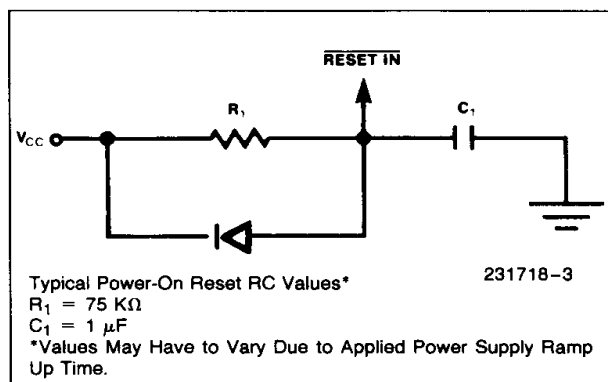 RESET IN
R₁
C₁
VCC
231718-3
Typical Power-On Reset RC Values*
R₁ = 75 KΩ
C₁ = 1 μF
*Values May Have to Vary Due to Applied Power Supply Ramp
Up Time.